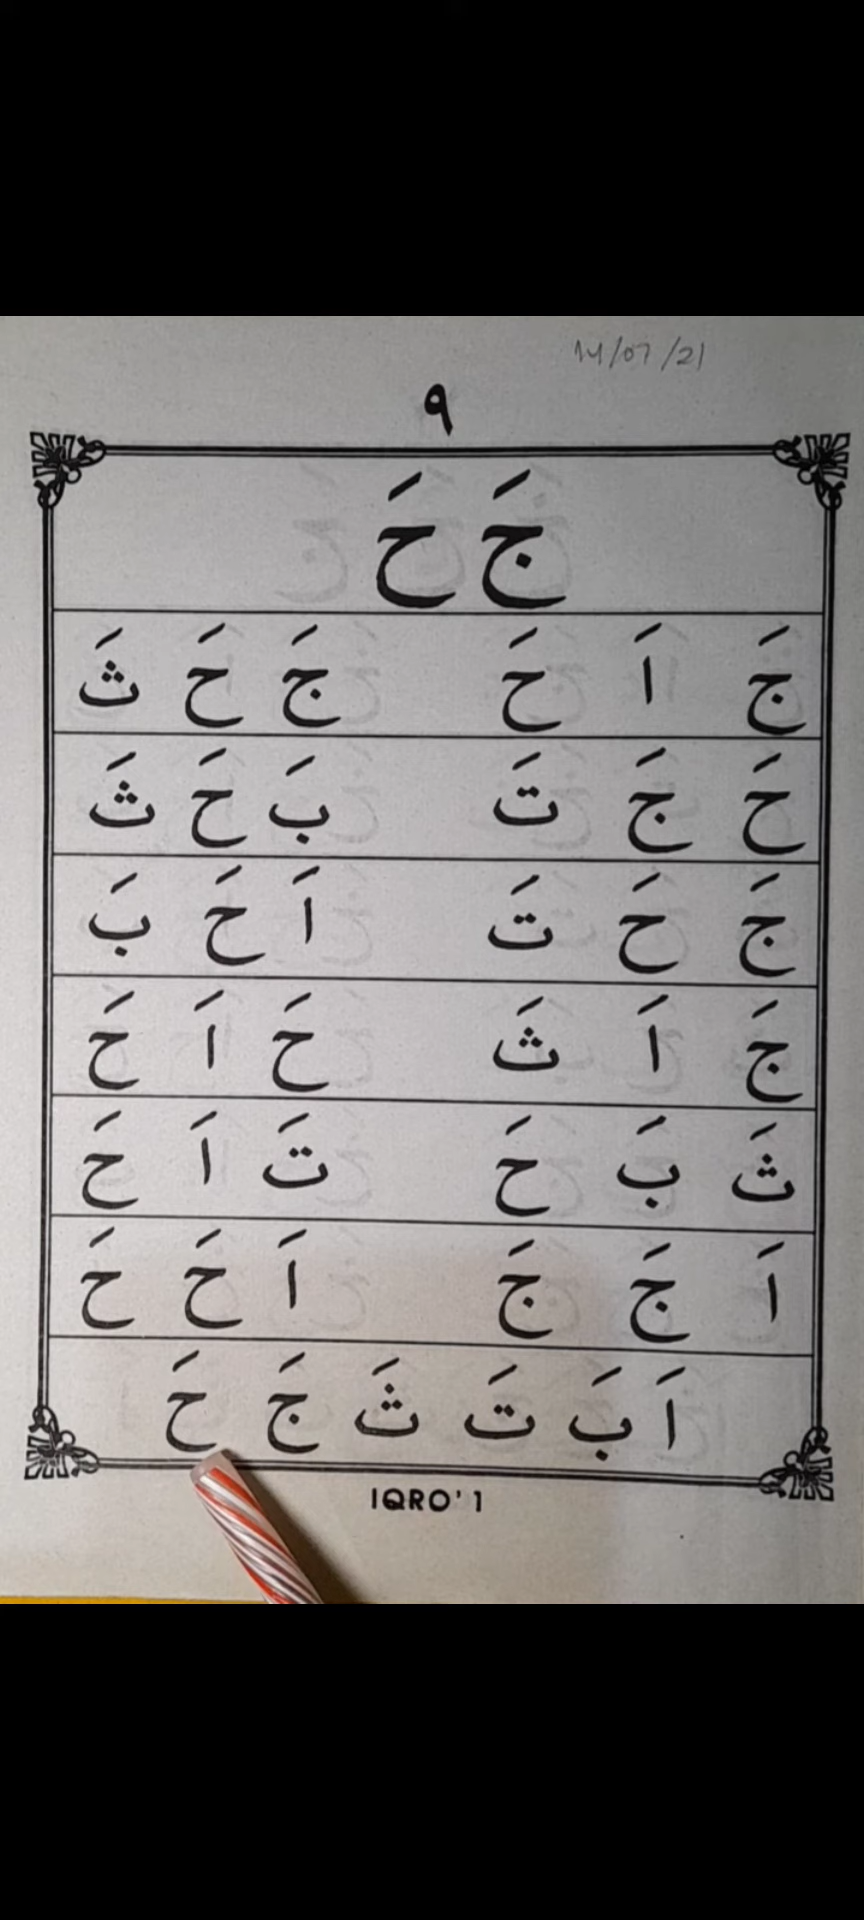 14/07/21
٩
جَ حَ
جَ اَ حَ جَ حَ ثَ
حَ جَ تَ بَ حَ ثَ
جَ حَ تَ اَ حَ بَ
جَ اَ ثَ حَ اَ حَ
ثَ بَ حَ تَ اَ حَ
اَ جَ جَ اَ حَ حَ
اَ بَ تَ ثَ جَ حَ
IQRO' 1